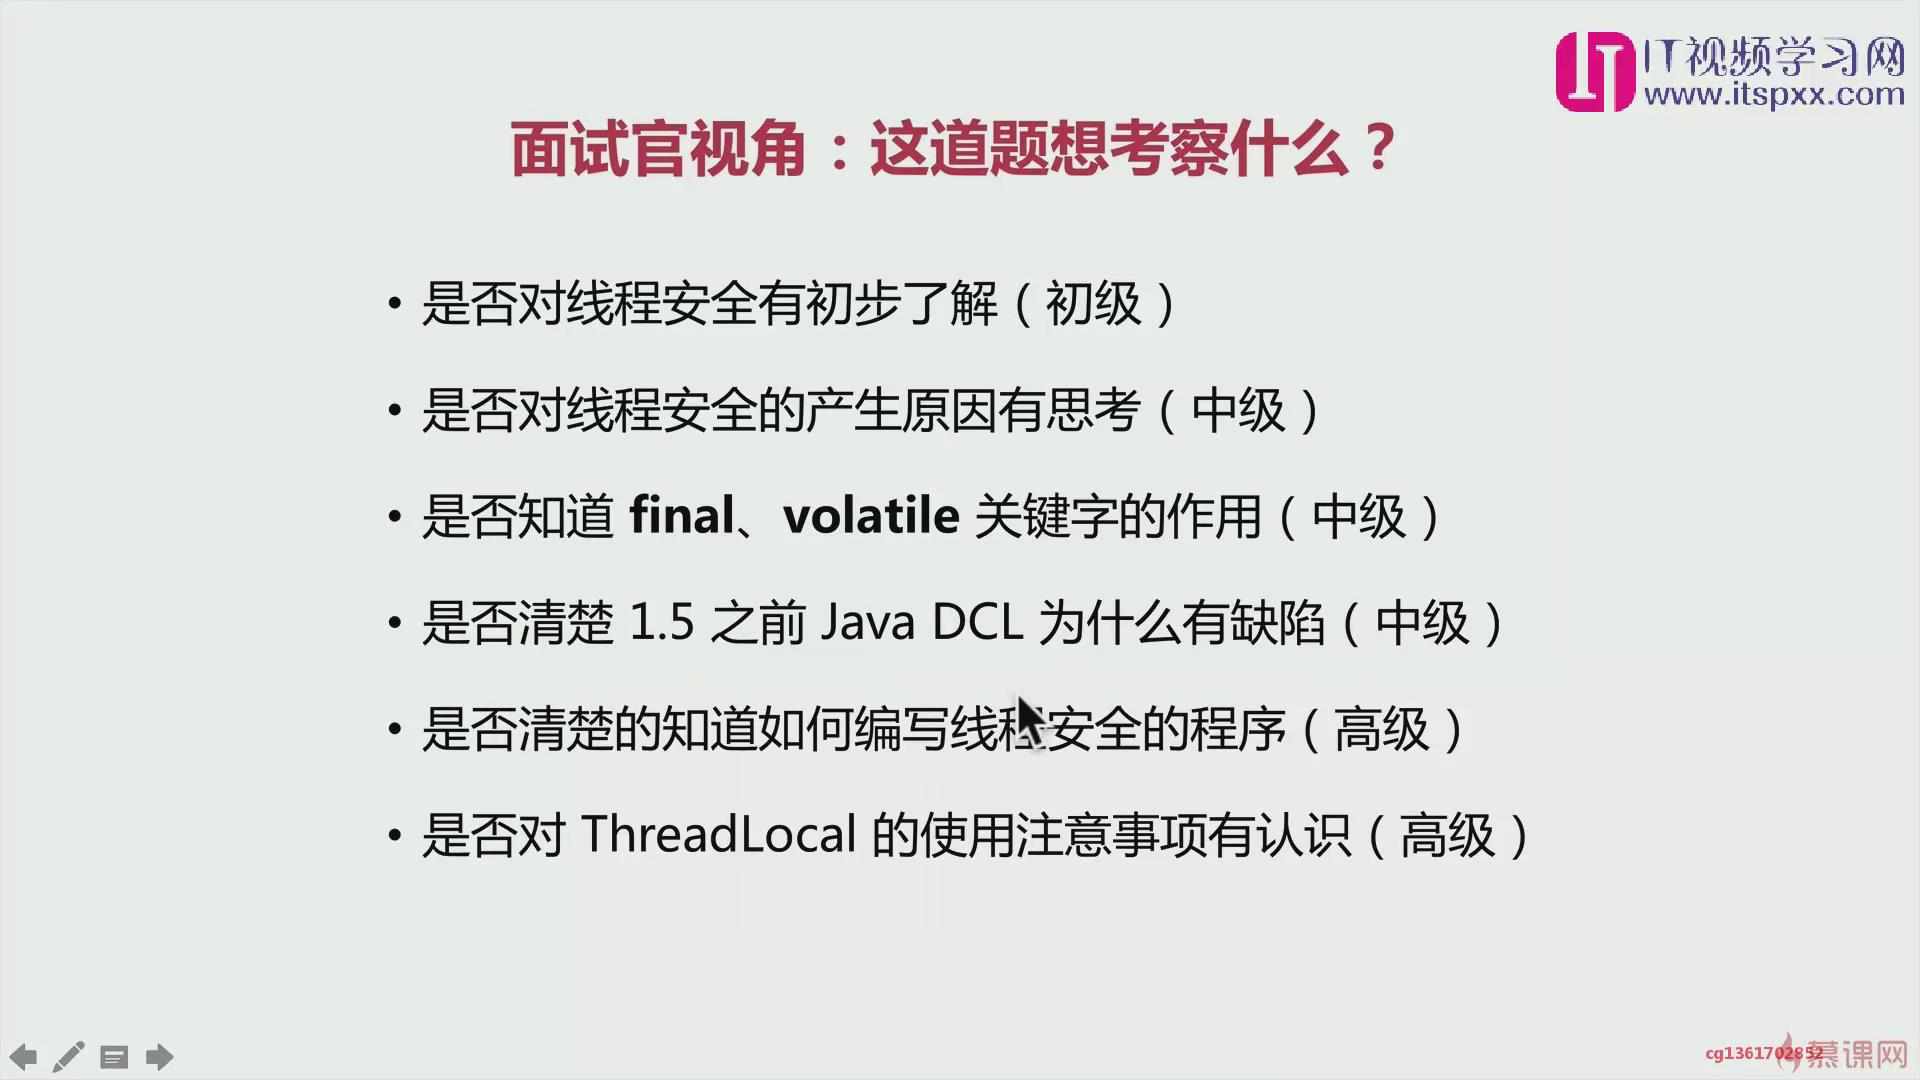 IT视频学习网
www.itspxx.com
面试官视角：这道题想考察什么？
• 是否对线程安全有初步了解（初级）
• 是否对线程安全的产生原因有思考（中级）
• 是否知道 final、volatile 关键字的作用（中级）
• 是否清楚 1.5 之前 Java DCL 为什么有缺陷（中级）
• 是否清楚的知道如何编写线程安全的程序（高级）
• 是否对 ThreadLocal 的使用注意事项有认识（高级）
cg1361702852
慕课网